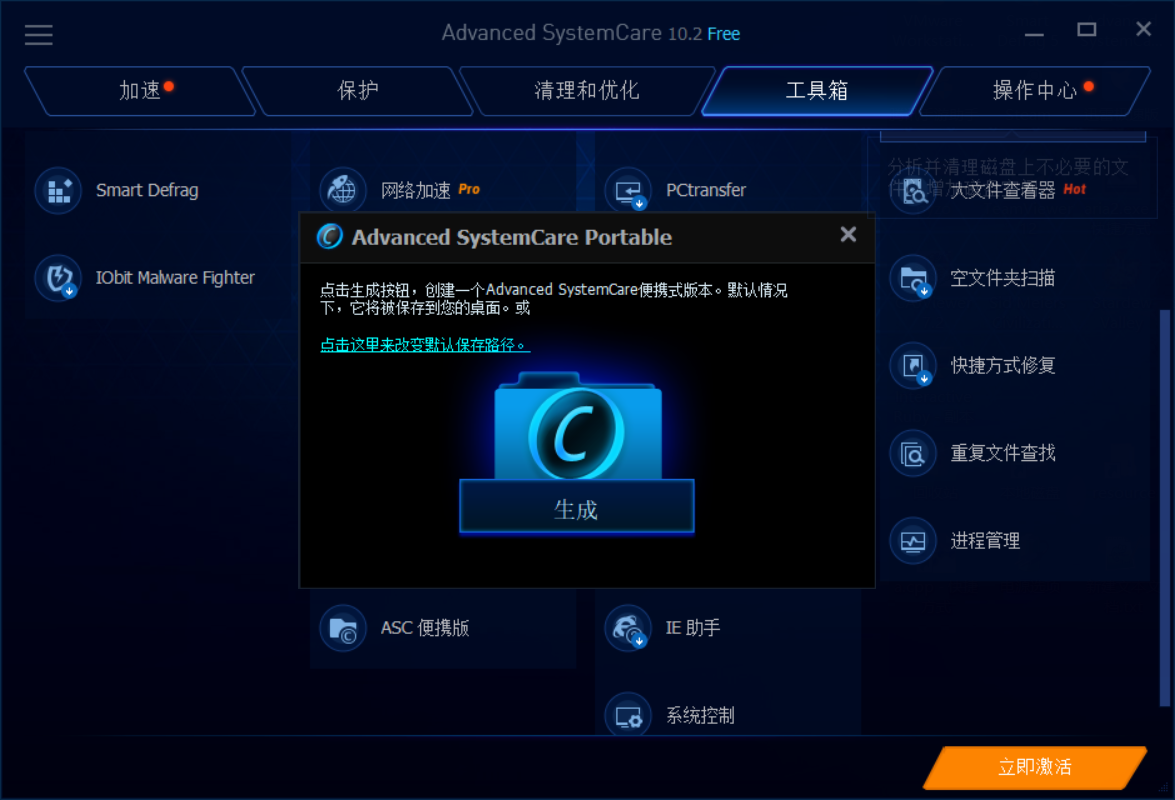 Advanced SystemCare 10.2 Free
加速
保护
清理和优化
工具箱
操作中心
分析并清理磁盘上不必要的文
Smart Defrag
网络加速 Pro
PCtransfer
大文件查看器 Hot
Advanced SystemCare Portable
IObit Malware Fighter
空文件夹扫描
点击生成按钮，创建一个Advanced SystemCare便携式版本。默认情况
下，它将被保存到您的桌面。或
点击这里来改变默认保存路径。
快捷方式修复
C
重复文件查找
生成
进程管理
ASC 便携版
IE 助手
系统控制
立即激活